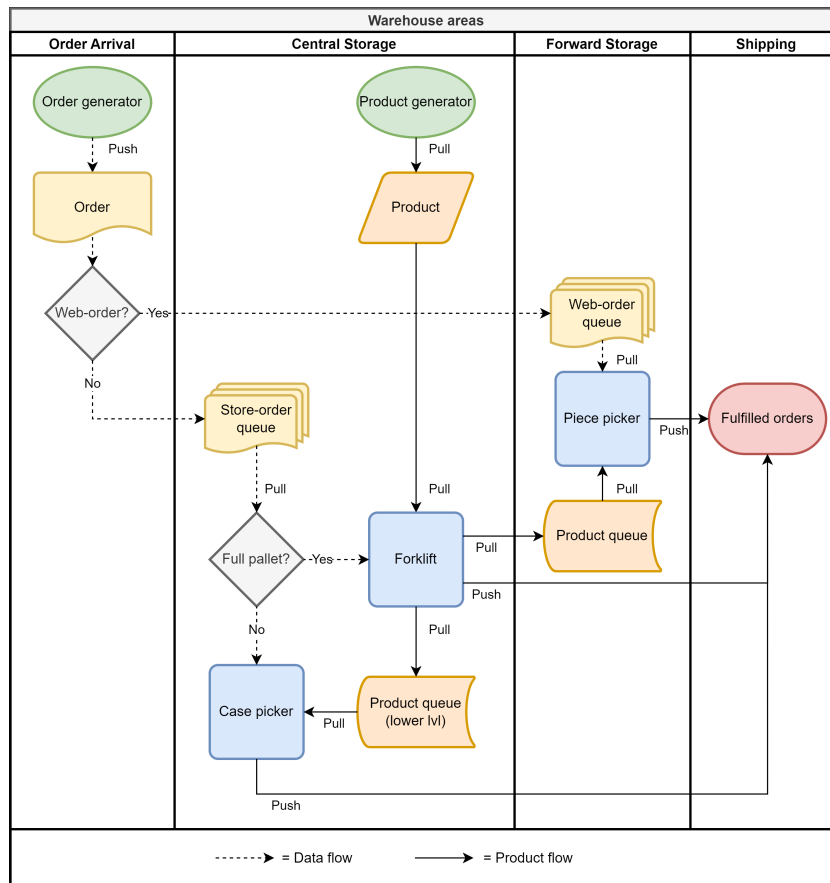 Warehouse areas
Order Arrival
Central Storage
Forward Storage
Shipping
Order generator
Product generator
Push
Pull
Order
Product
Web-order?
Yes
Web-order
queue
Pull
No
Store-order
queue
Piece picker
Push
Fulfilled orders
Pull
Pull
Pull
Full pallet?
Yes
Forklift
Pull
Product queue
Push
No
Pull
Case picker
Pull
Product queue
(lower lvl)
Push
= Data flow
= Product flow